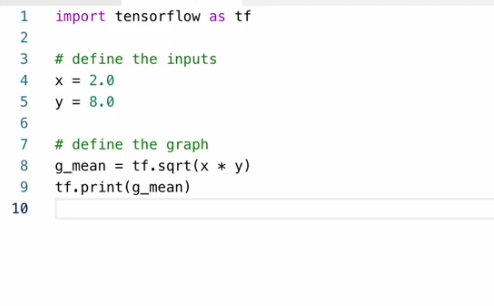 1 import tensorflow as tf
2
3 # define the inputs
4 x = 2.0
5 y = 8.0
6
7 # define the graph
8 g_mean = tf.sqrt(x * y)
9 tf.print(g_mean)
10